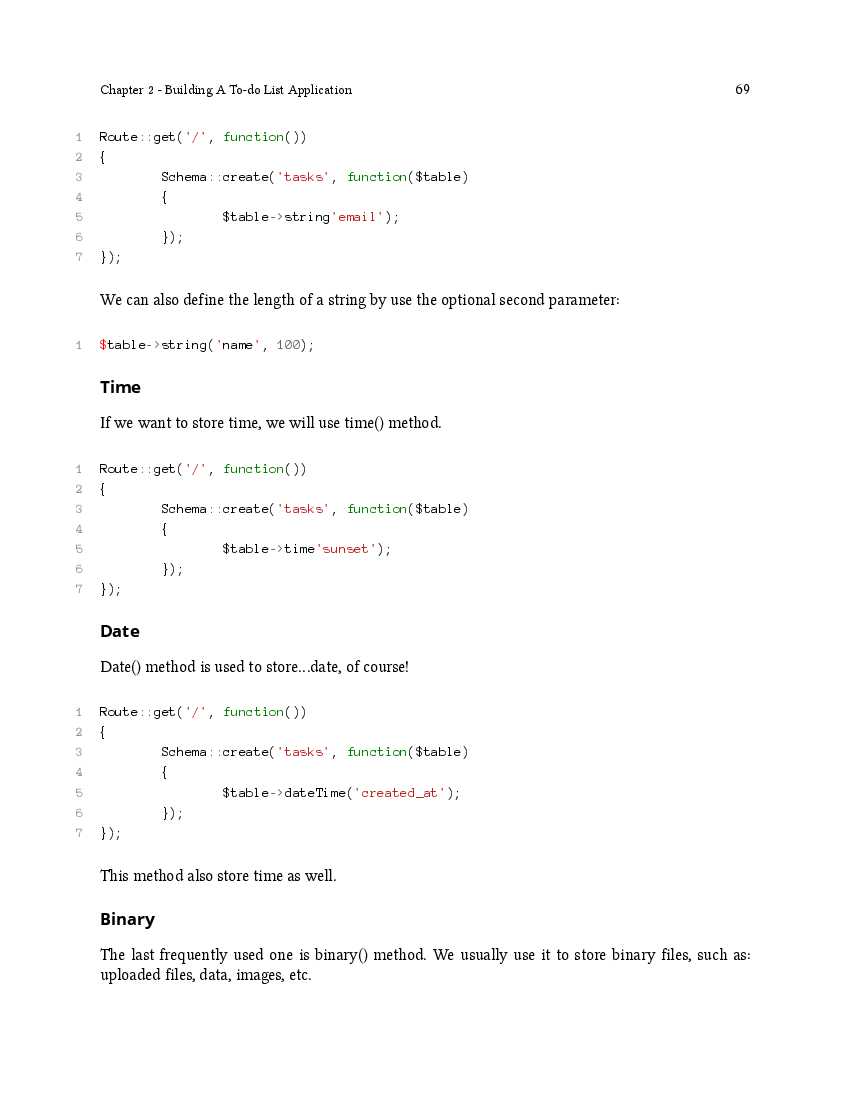 Chapter 2 - Building A To-do List Application 69
1 Route::get('/', function())
2 {
3 Schema::create('tasks', function($table)
4 {
5 $table->string'email');
6 });
7 });
We can also define the length of a string by use the optional second parameter:
1 $table->string('name', 100);
Time
If we want to store time, we will use time() method.
1 Route::get('/', function())
2 {
3 Schema::create('tasks', function($table)
4 {
5 $table->time'sunset');
6 });
7 });
Date
Date() method is used to store...date, of course!
1 Route::get('/', function())
2 {
3 Schema::create('tasks', function($table)
4 {
5 $table->dateTime('created_at');
6 });
7 });
This method also store time as well.
Binary
The last frequently used one is binary() method. We usually use it to store binary files, such as:
uploaded files, data, images, etc.